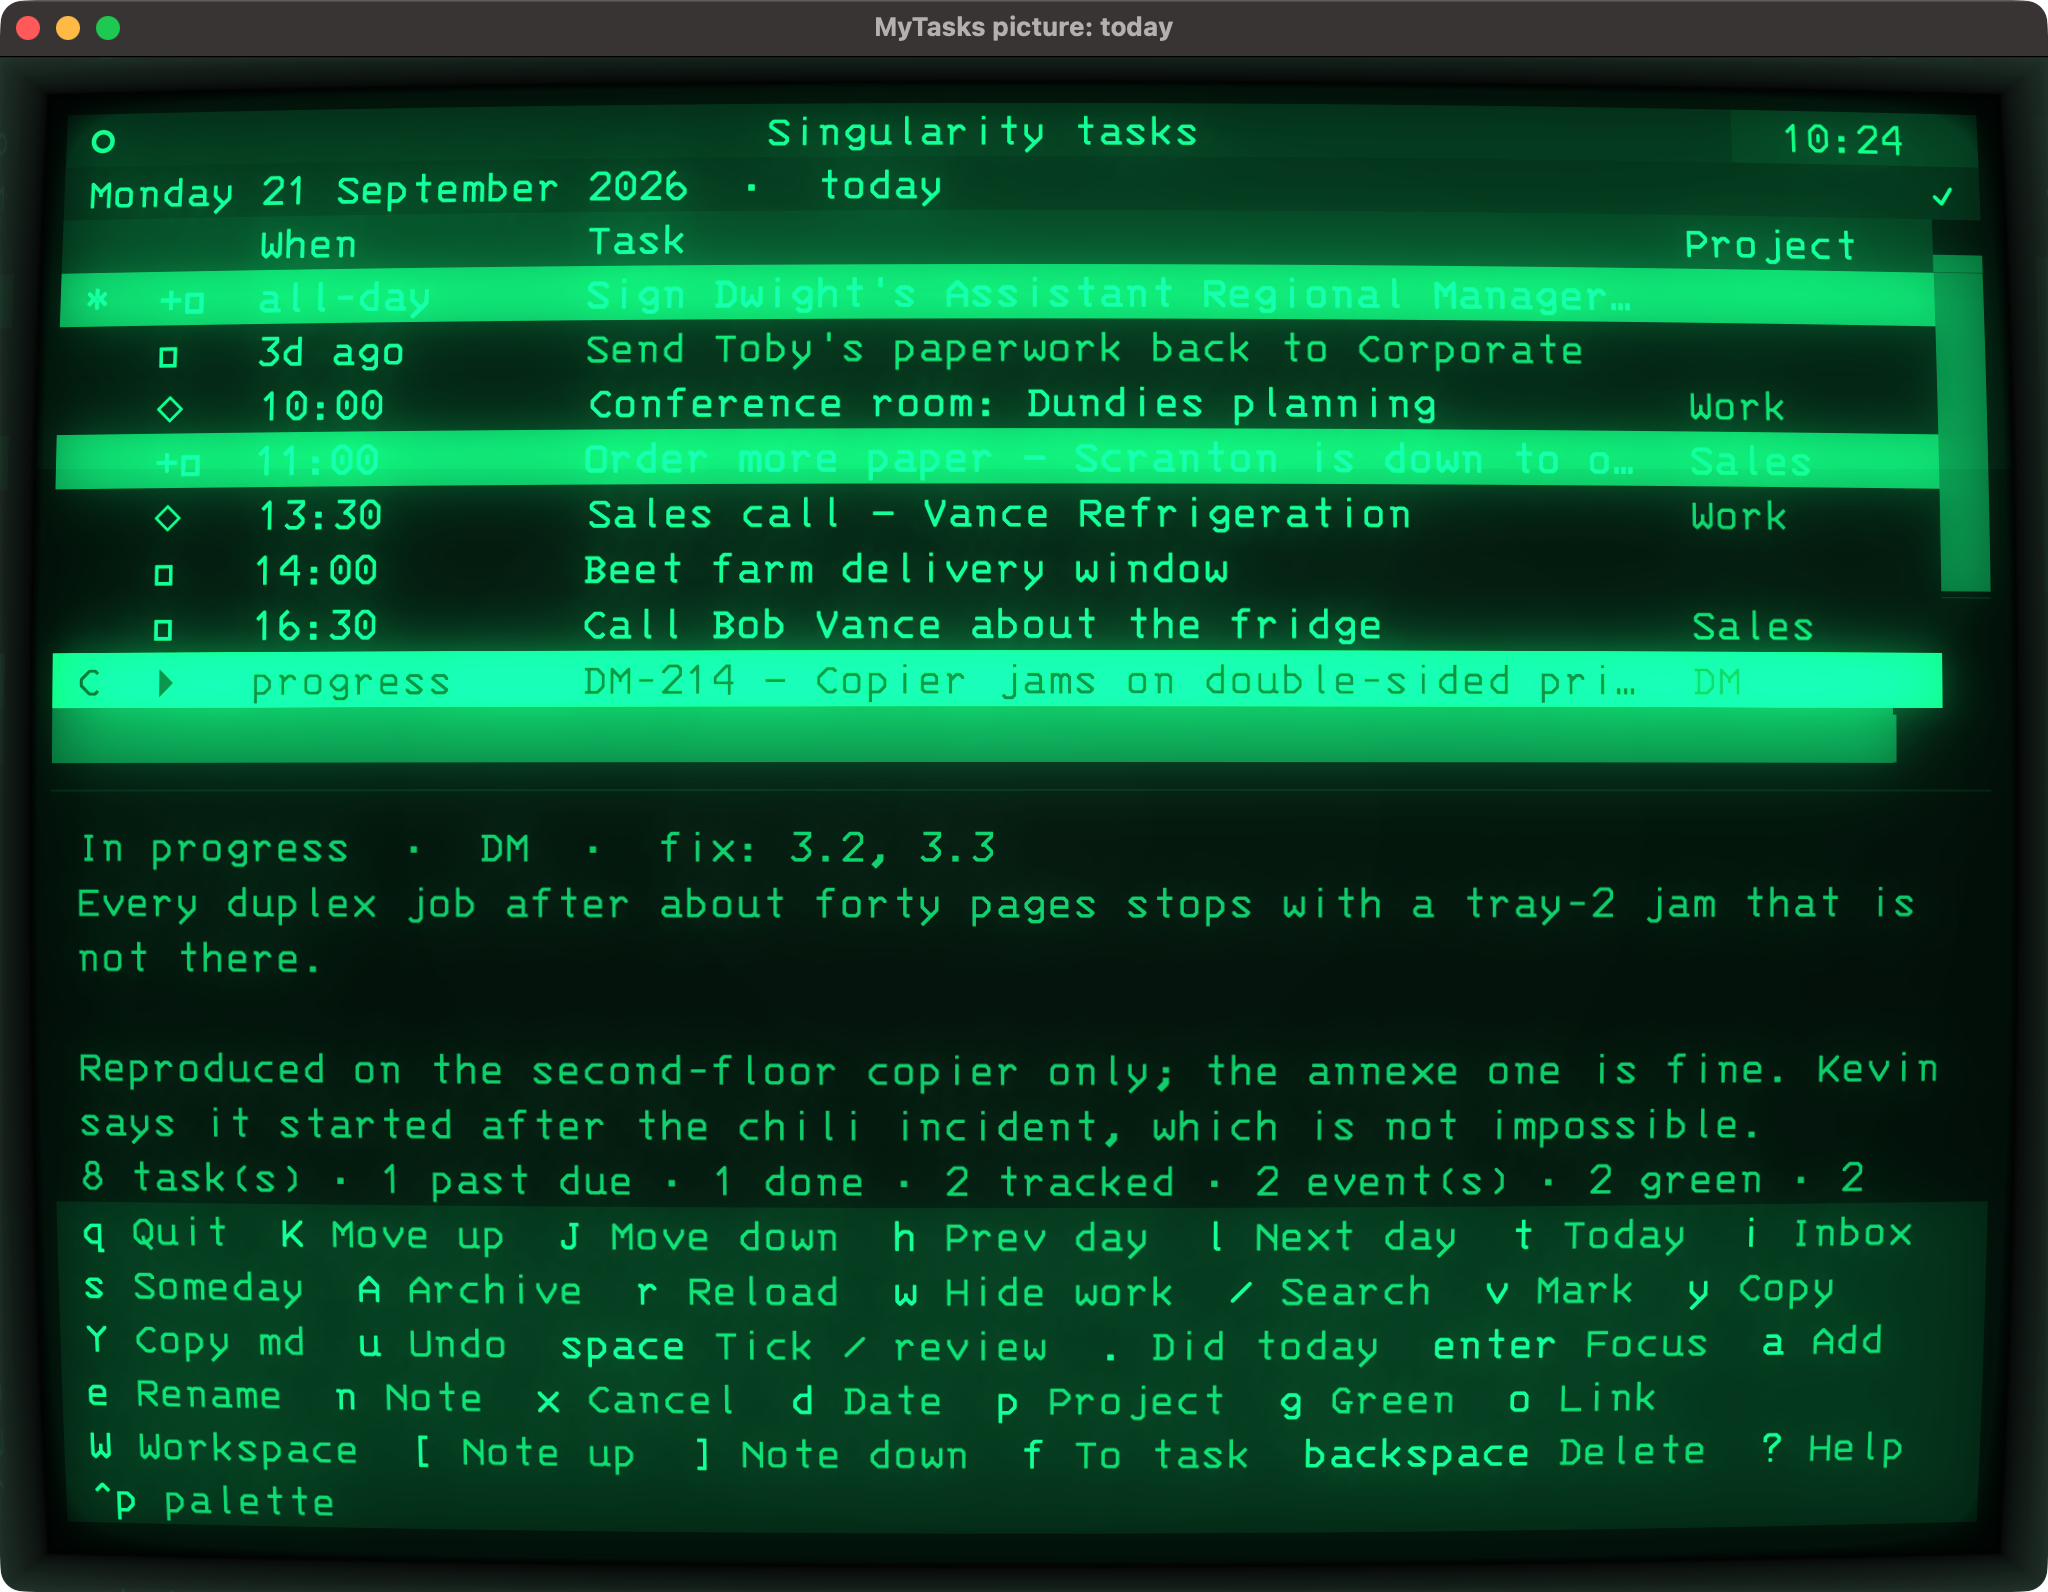 MyTasks picture: today
Singularity tasks 10:24
Monday 21 September 2026 · today ✓
When Task Project
* +□ all-day Sign Dwight's Assistant Regional Manager…
□ 3d ago Send Toby's paperwork back to Corporate
◇ 10:00 Conference room: Dundies planning Work
+□ 11:00 Order more paper — Scranton is down to o… Sales
◇ 13:30 Sales call — Vance Refrigeration Work
□ 14:00 Beet farm delivery window
□ 16:30 Call Bob Vance about the fridge Sales
C ▶ progress DM-214 — Copier jams on double-sided pri… DM
In progress · DM · fix: 3.2, 3.3
Every duplex job after about forty pages stops with a tray-2 jam that is
not there.
Reproduced on the second-floor copier only; the annexe one is fine. Kevin
says it started after the chili incident, which is not impossible.
8 task(s) · 1 past due · 1 done · 2 tracked · 2 event(s) · 2 green · 2
q Quit K Move up J Move down h Prev day l Next day t Today i Inbox
s Someday A Archive r Reload w Hide work / Search v Mark y Copy
Y Copy md u Undo space Tick / review . Did today enter Focus a Add
e Rename n Note x Cancel d Date p Project g Green o Link
W Workspace [ Note up ] Note down f To task backspace Delete ? Help
^p palette